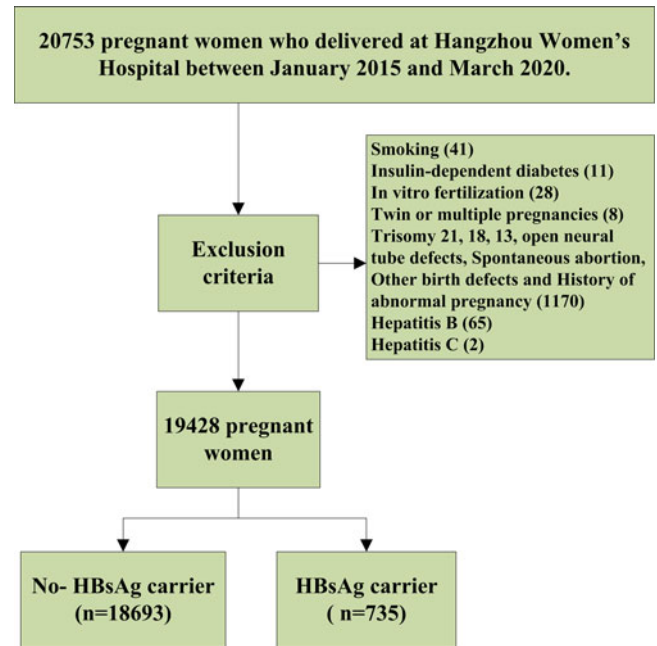 20753 pregnant women who delivered at Hangzhou Women's
Hospital between January 2015 and March 2020.
Smoking (41)
Insulin-dependent diabetes (11)
In vitro fertilization (28)
Twin or multiple pregnancies (8)
Trisomy 21, 18, 13, open neural
tube defects, Spontaneous abortion,
Other birth defects and History of
abnormal pregnancy (1170)
Hepatitis B (65)
Hepatitis C (2)
Exclusion
criteria
19428 pregnant
women
No- HBsAg carrier
(n=18693)
HBsAg carrier
( n=735)